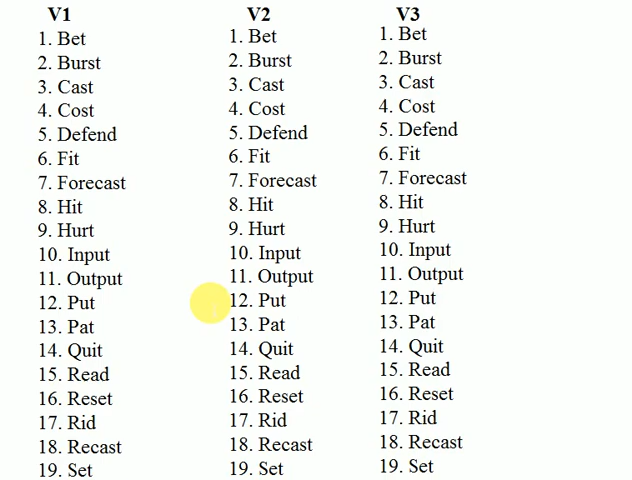 V1 V2 V3
1. Bet 1. Bet 1. Bet
2. Burst 2. Burst 2. Burst
3. Cast 3. Cast 3. Cast
4. Cost 4. Cost 4. Cost
5. Defend 5. Defend 5. Defend
6. Fit 6. Fit 6. Fit
7. Forecast 7. Forecast 7. Forecast
8. Hit 8. Hit 8. Hit
9. Hurt 9. Hurt 9. Hurt
10. Input 10. Input 10. Input
11. Output 11. Output 11. Output
12. Put 12. Put 12. Put
13. Pat 13. Pat 13. Pat
14. Quit 14. Quit 14. Quit
15. Read 15. Read 15. Read
16. Reset 16. Reset 16. Reset
17. Rid 17. Rid 17. Rid
18. Recast 18. Recast 18. Recast
19. Set 19. Set 19. Set